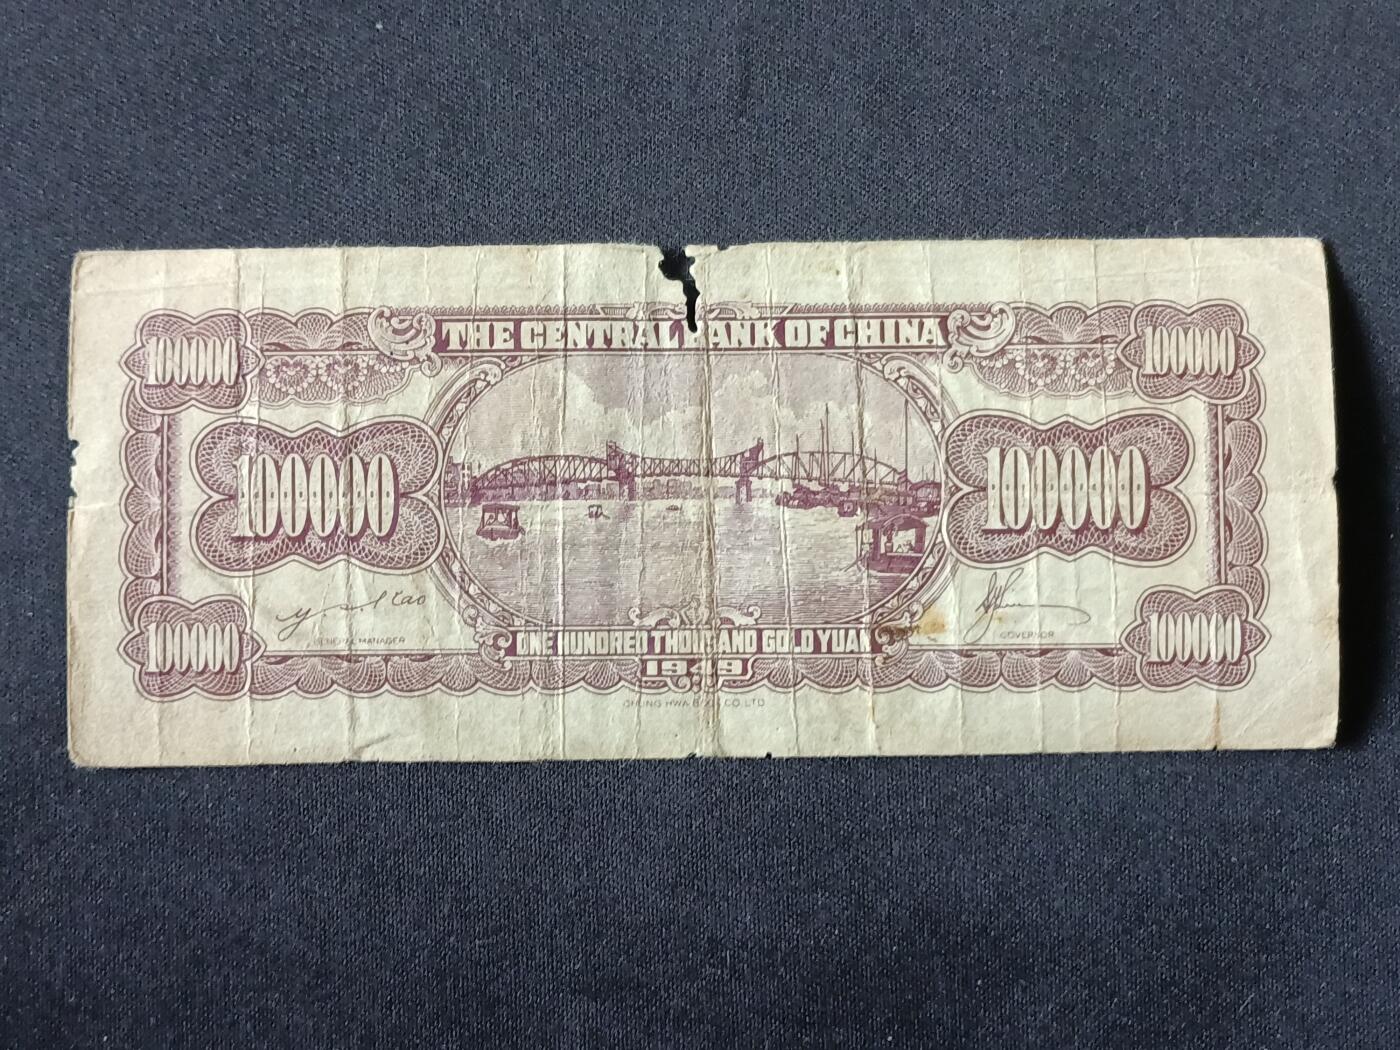 THE CENTRAL BANK OF CHINA
100000
100000
100000
100000
GENERAL MANAGER
GOVERNOR
100000
100000
ONE HUNDRED THOUSAND GOLD YUAN
1949
CHUNG HWA BOOK CO. LTD